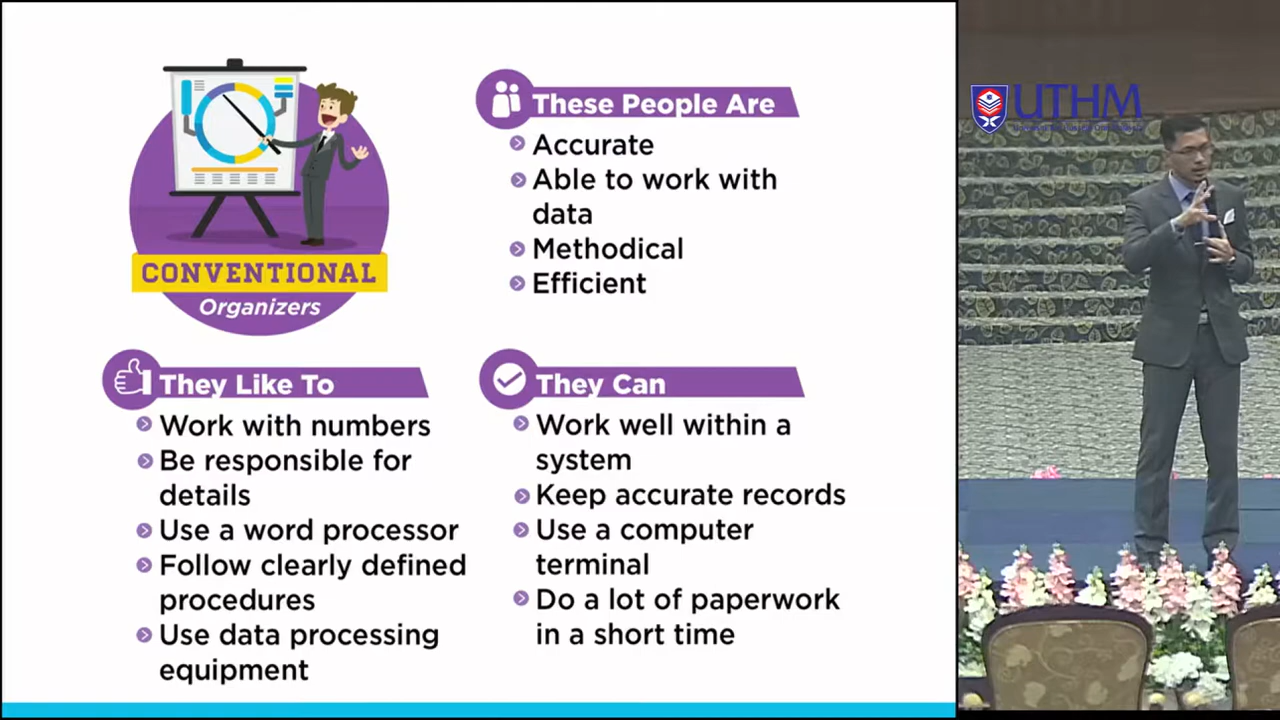 CONVENTIONAL
Organizers
These People Are
Accurate
Able to work with
data
Methodical
Efficient
They Like To
Work with numbers
Be responsible for
details
Use a word processor
Follow clearly defined
procedures
Use data processing
equipment
They Can
Work well within a
system
Keep accurate records
Use a computer
terminal
Do a lot of paperwork
in a short time
UTHM